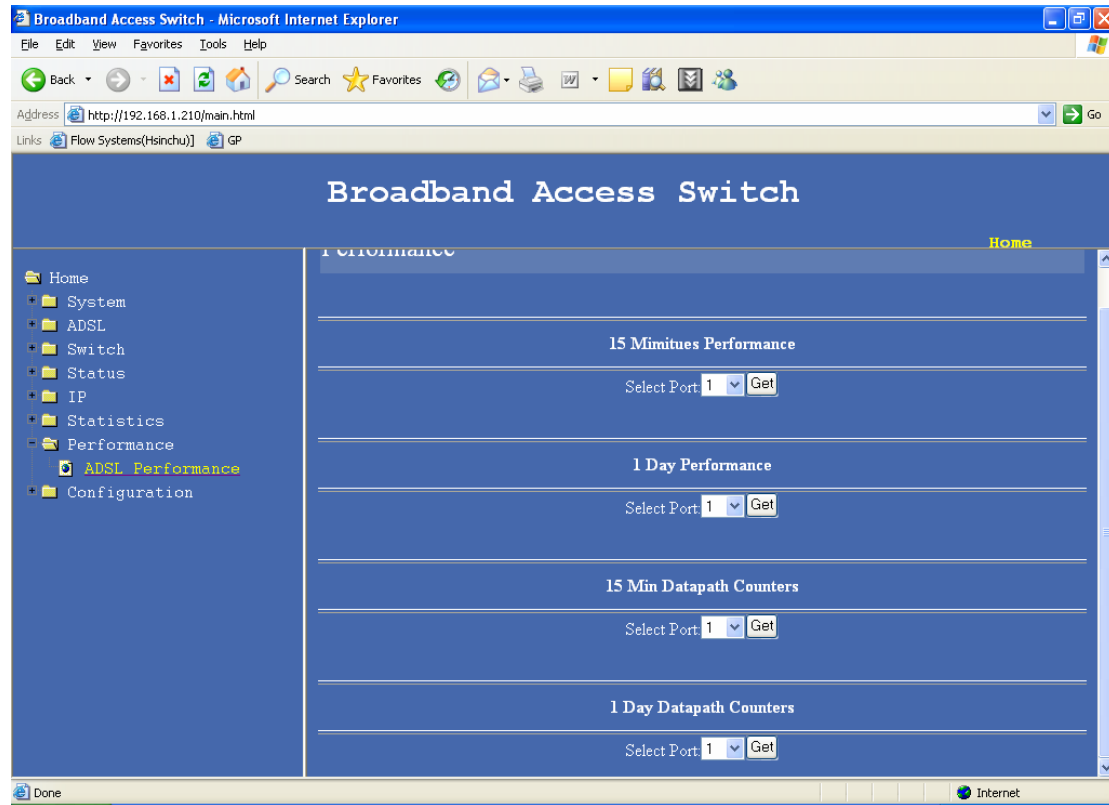 Broadband Access Switch - Microsoft Internet Explorer
File Edit View Favorites Tools Help
Back Search Favorites
Address http://192.168.1.210/main.html Go
Links Flow Systems(Hsinchu)] GP
Broadband Access Switch
Home
Performance
Home
System
ADSL
Switch
Status
IP
Statistics
Performance
ADSL Performance
Configuration
15 Mimitues Performance
Select Port: 1 Get
1 Day Performance
Select Port: 1 Get
15 Min Datapath Counters
Select Port: 1 Get
1 Day Datapath Counters
Select Port: 1 Get
Done Internet